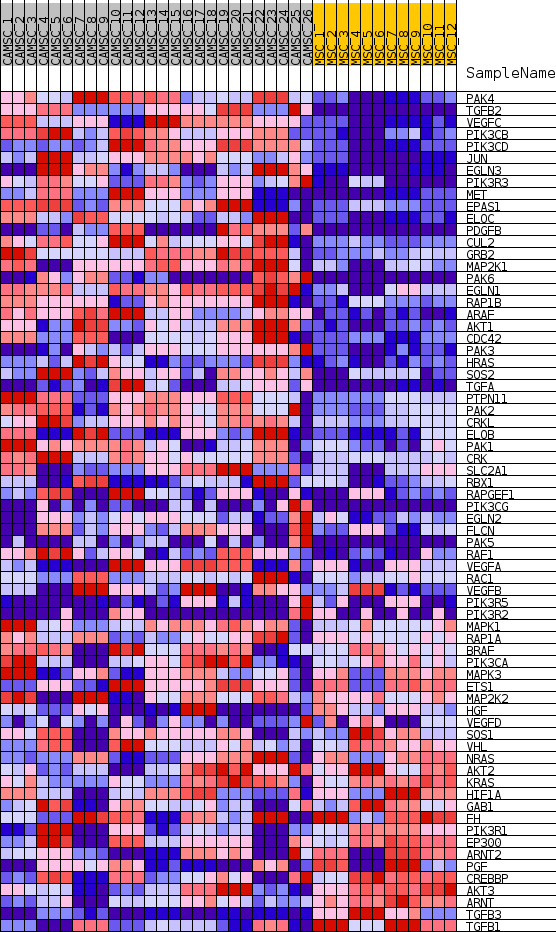 CAMSC_1
CAMSC_2
CAMSC_3
CAMSC_4
CAMSC_5
CAMSC_6
CAMSC_7
CAMSC_8
CAMSC_9
CAMSC_10
CAMSC_11
CAMSC_12
CAMSC_13
CAMSC_14
CAMSC_15
CAMSC_16
CAMSC_17
CAMSC_18
CAMSC_19
CAMSC_20
CAMSC_21
CAMSC_22
CAMSC_23
CAMSC_24
CAMSC_25
CAMSC_26
MSC_1
MSC_2
MSC_3
MSC_4
MSC_5
MSC_6
MSC_7
MSC_8
MSC_9
MSC_10
MSC_11
MSC_12
SampleName
PAK4
TGFB2
VEGFC
PIK3CB
PIK3CD
JUN
EGLN3
PIK3R3
MET
EPAS1
ELOC
PDGFB
CUL2
GRB2
MAP2K1
PAK6
EGLN1
RAP1B
ARAF
AKT1
CDC42
PAK3
HRAS
SOS2
TGFA
PTPN11
PAK2
CRKL
ELOB
PAK1
CRK
SLC2A1
RBX1
RAPGEF1
PIK3CG
EGLN2
FLCN
PAK5
RAF1
VEGFA
RAC1
VEGFB
PIK3R5
PIK3R2
MAPK1
RAP1A
BRAF
PIK3CA
MAPK3
ETS1
MAP2K2
HGF
VEGFD
SOS1
VHL
NRAS
AKT2
KRAS
HIF1A
GAB1
FH
PIK3R1
EP300
ARNT2
PGF
CREBBP
AKT3
ARNT
TGFB3
TGFB1